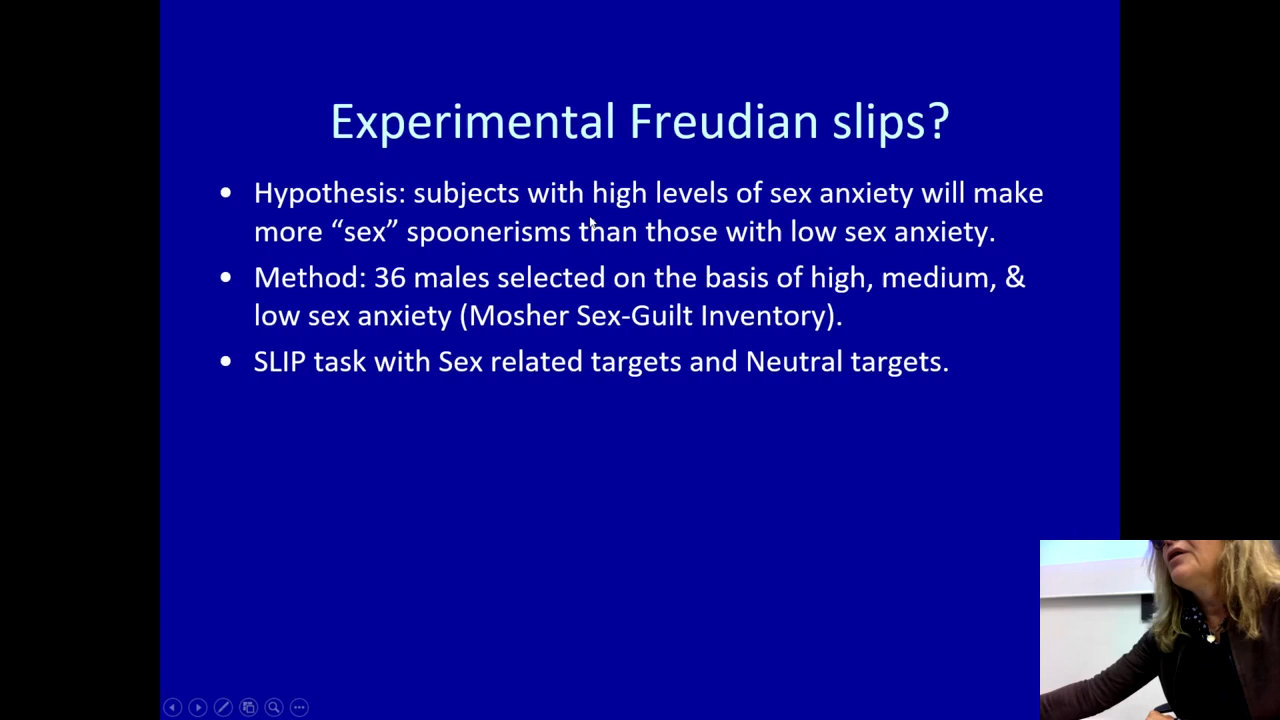 Experimental Freudian slips?
• Hypothesis: subjects with high levels of sex anxiety will make
more “sex” spoonerisms than those with low sex anxiety.
• Method: 36 males selected on the basis of high, medium, &
low sex anxiety (Mosher Sex-Guilt Inventory).
• SLIP task with Sex related targets and Neutral targets.